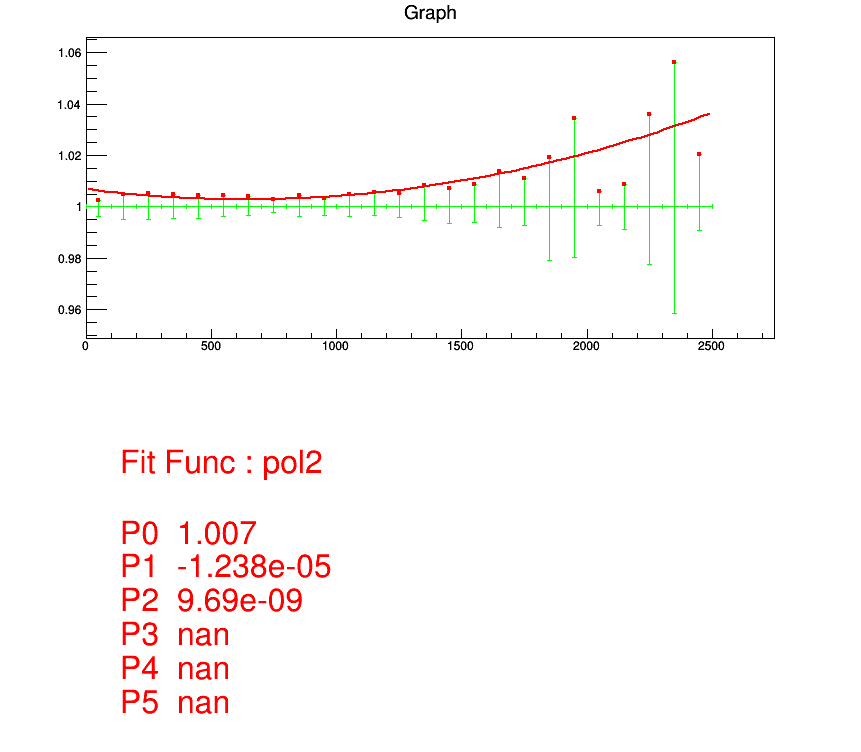 Graph
1.06
1.04
1.02
1
0.98
0.96
0 500 1000 1500 2000 2500
Fit Func : pol2
P0 1.007
P1 -1.238e-05
P2 9.69e-09
P3 nan
P4 nan
P5 nan